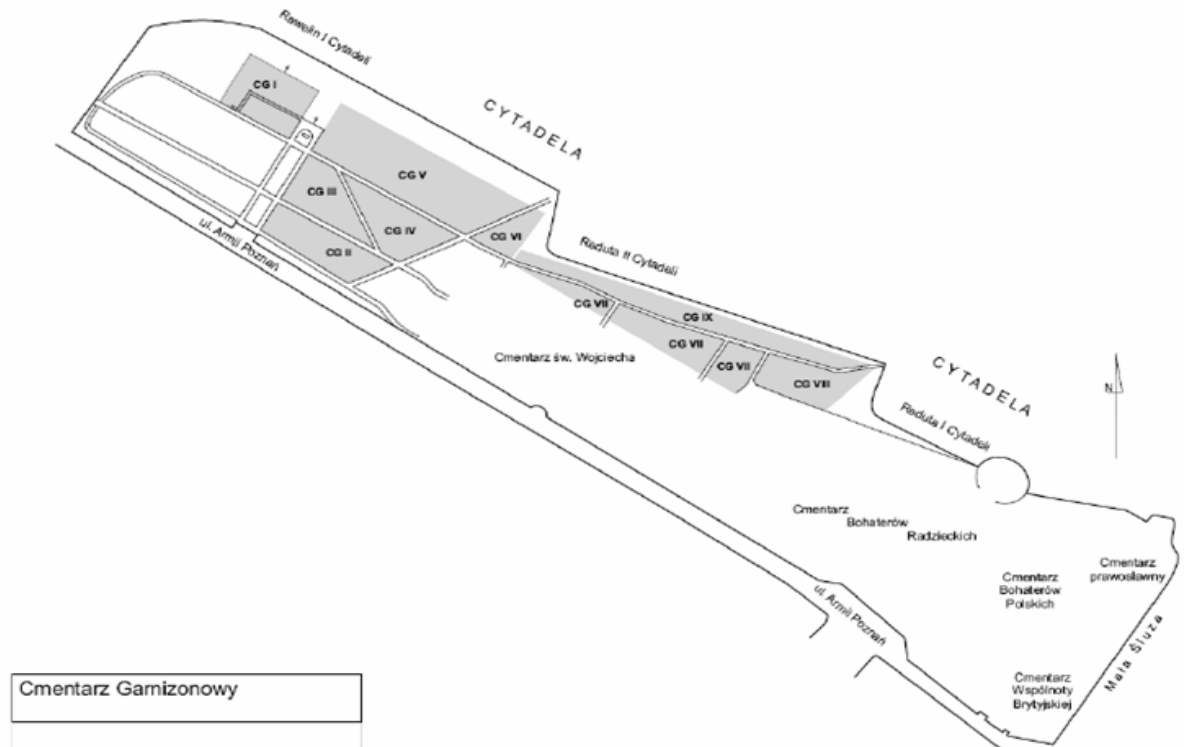 Rawelin I Cytadeli
CYTADELA
CG I
CG V
CG III
CG IV
CG VI
CG II
ul. Armii Poznań
Reduta II Cytadeli
CG VII
CG IX
CG VII
CG VII
CG VIII
Cmentarz św. Wojciecha
CYTADELA
Reduta I Cytadeli
N
Cmentarz
Bohaterów
Radzieckich
Cmentarz
prawosławny
Cmentarz
Bohaterów
Polskich
ul. Armii Poznań
Mała Śluza
Cmentarz
Wspólnoty
Brytyjskiej
Cmentarz Garnizonowy